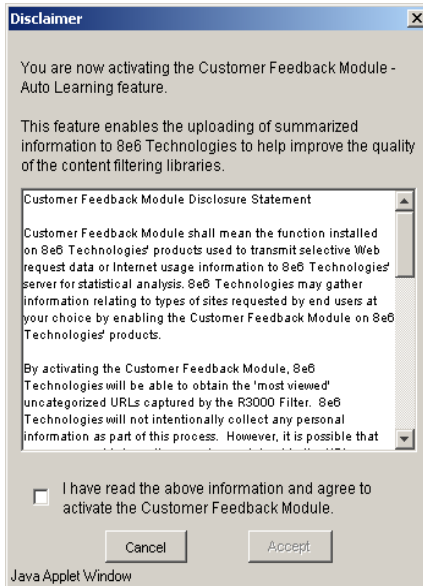 Disclaimer
You are now activating the Customer Feedback Module -
Auto Learning feature.
This feature enables the uploading of summarized
information to 8e6 Technologies to help improve the quality
of the content filtering libraries.
Customer Feedback Module Disclosure Statement
Customer Feedback Module shall mean the function installed
on 8e6 Technologies' products used to transmit selective Web
request data or Internet usage information to 8e6 Technologies'
server for statistical analysis. 8e6 Technologies may gather
information relating to types of sites requested by end users at
your choice by enabling the Customer Feedback Module on 8e6
Technologies' products.
By activating the Customer Feedback Module, 8e6
Technologies will be able to obtain the 'most viewed'
uncategorized URLs captured by the R3000 Filter. 8e6
Technologies will not intentionally collect any personal
information as part of this process. However, it is possible that
I have read the above information and agree to
activate the Customer Feedback Module.
Cancel
Accept
Java Applet Window